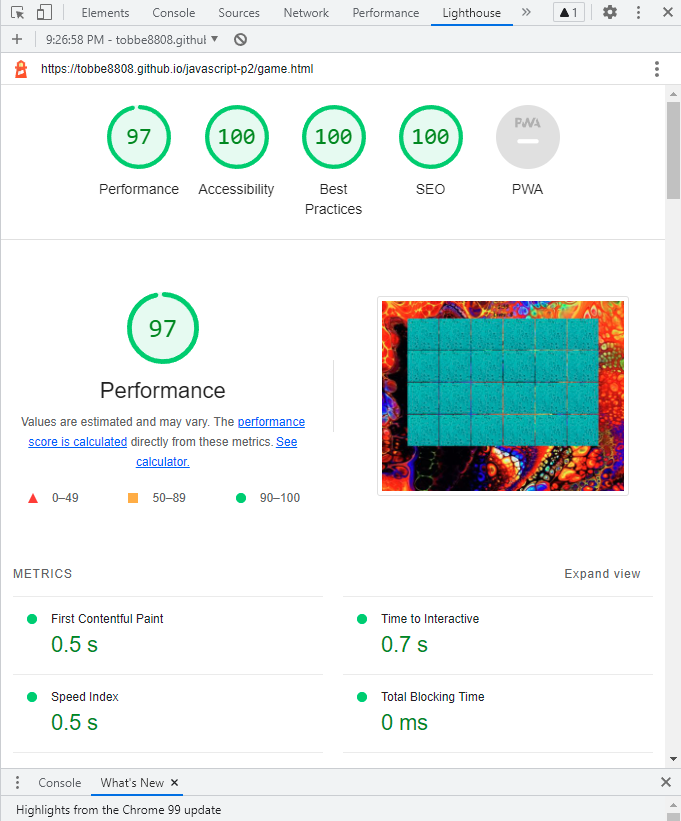 Elements Console Sources Network Performance Lighthouse » 1
9:26:58 PM - tobbe8808.githul
https://tobbe8808.github.io/javascript-p2/game.html
97 100 100 100 PWA
Performance Accessibility Best Practices SEO PWA
97
Performance
Values are estimated and may vary. The performance
score is calculated directly from these metrics. See
calculator.
0–49 50–89 90–100
METRICS Expand view
First Contentful Paint Time to Interactive
0.5 s 0.7 s
Speed Index Total Blocking Time
0.5 s 0 ms
Console What's New
Highlights from the Chrome 99 update